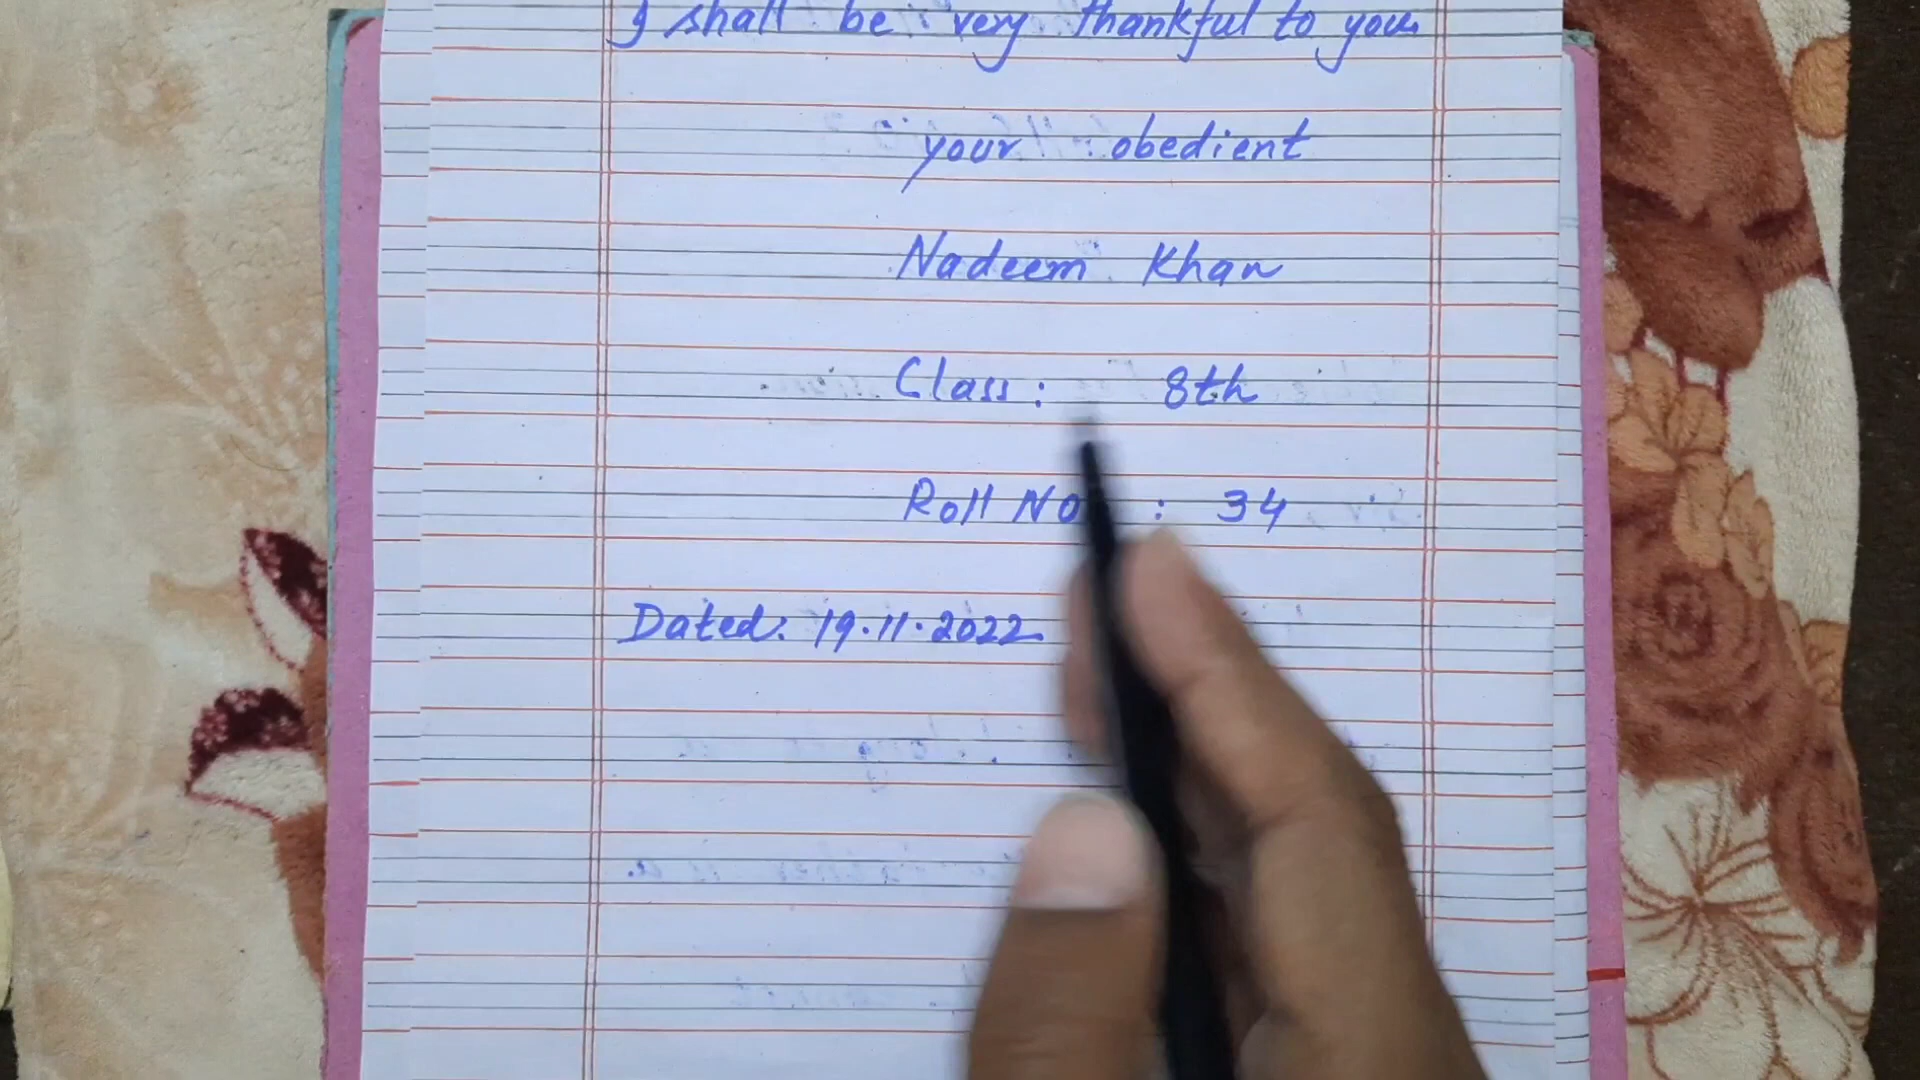 I shall be very thankful to you.
your obedient
Nadeem Khan
Class: 8th
Roll No : 34
Dated: 19.11.2022